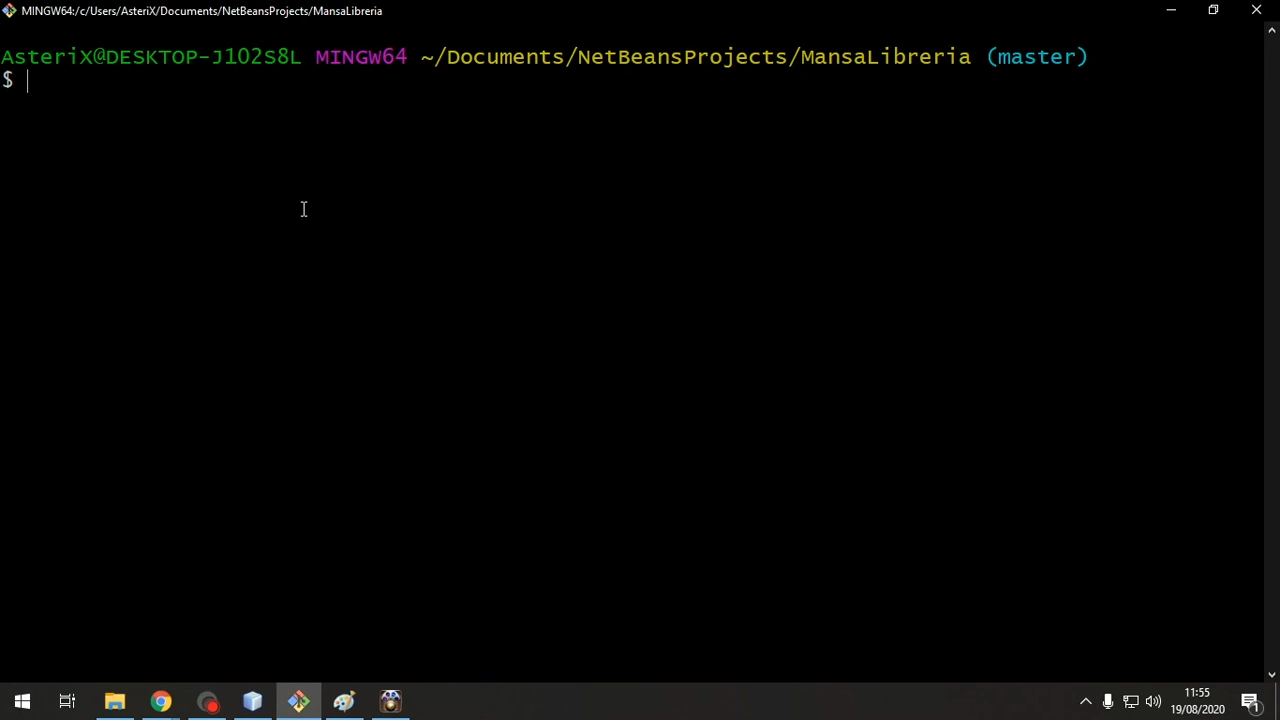 MINGW64:/c/Users/AsteriX/Documents/NetBeansProjects/MansaLibreria
AsteriX@DESKTOP-J1O2S8L MINGW64 ~/Documents/NetBeansProjects/MansaLibreria (master)
$
11:55
19/08/2020
1